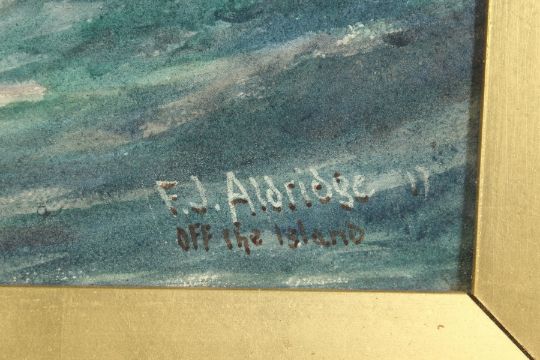 F.J. Aldridge 17
OFF the IslanD